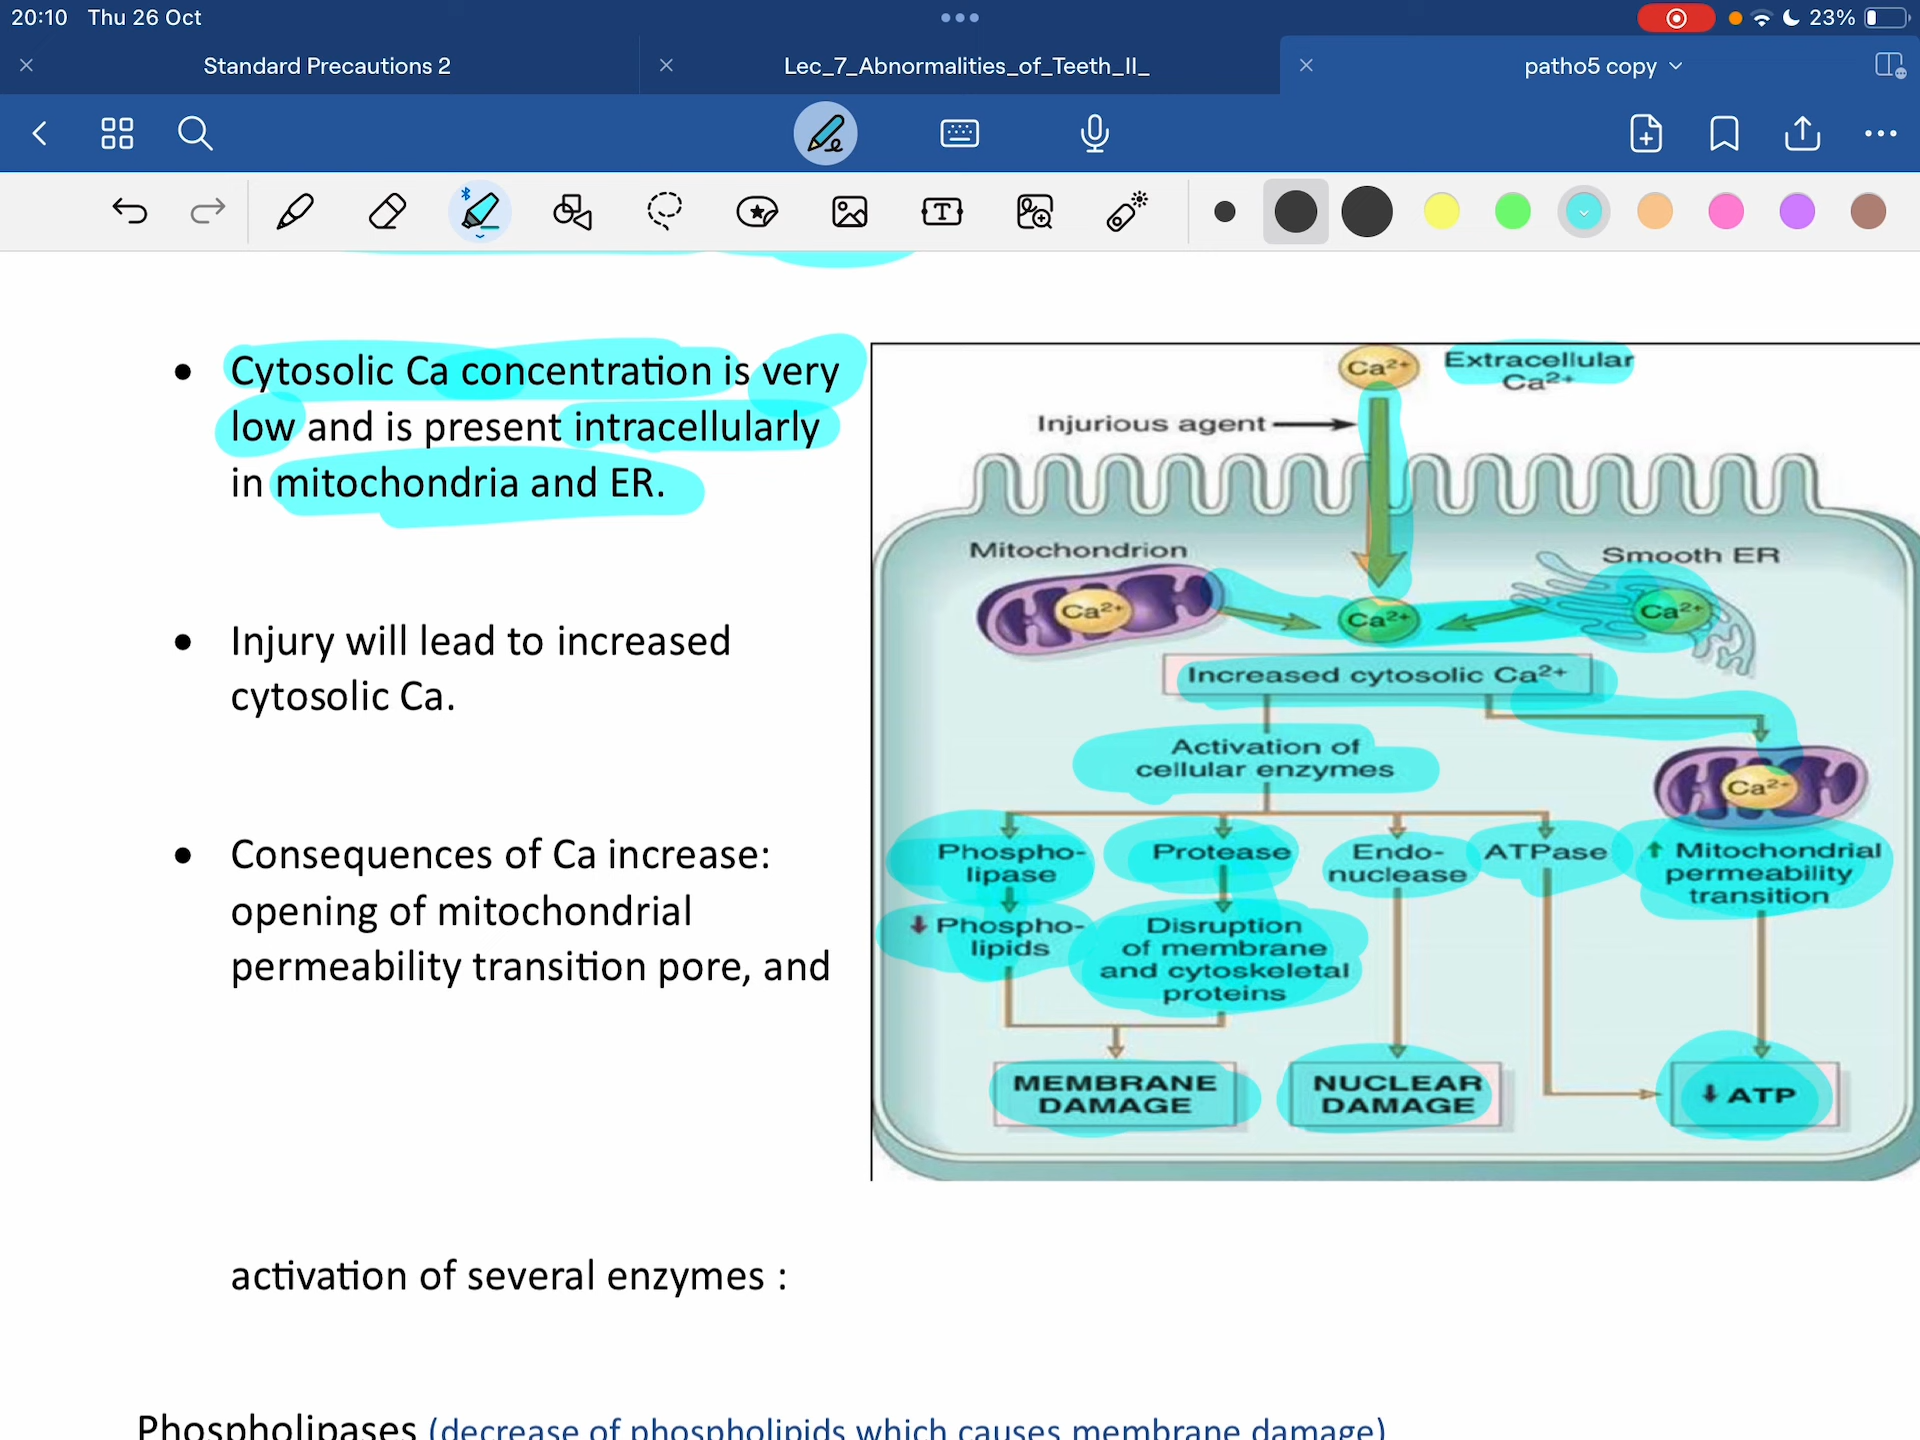 20:10 Thu 26 Oct
23%
Standard Precautions 2
Lec_7_Abnormalities_of_Teeth_II_
patho5 copy
• Cytosolic Ca concentration is very
low and is present intracellularly
in mitochondria and ER.
• Injury will lead to increased
cytosolic Ca.
• Consequences of Ca increase:
opening of mitochondrial
permeability transition pore, and
Ca²⁺
Extracellular
Ca²⁺
Injurious agent
Mitochondrion
Smooth ER
Ca²⁺
Ca²⁺
Ca²⁺
Increased cytosolic Ca²⁺
Activation of
cellular enzymes
Ca²⁺
Phospho-
lipase
Protease
Endo-
nuclease
ATPase
↑ Mitochondrial
permeability
transition
↓ Phospho-
lipids
Disruption
of membrane
and cytoskeletal
proteins
MEMBRANE
DAMAGE
NUCLEAR
DAMAGE
↓ ATP
activation of several enzymes :
Phospholipases (decrease of phospholipids which causes membrane damage)